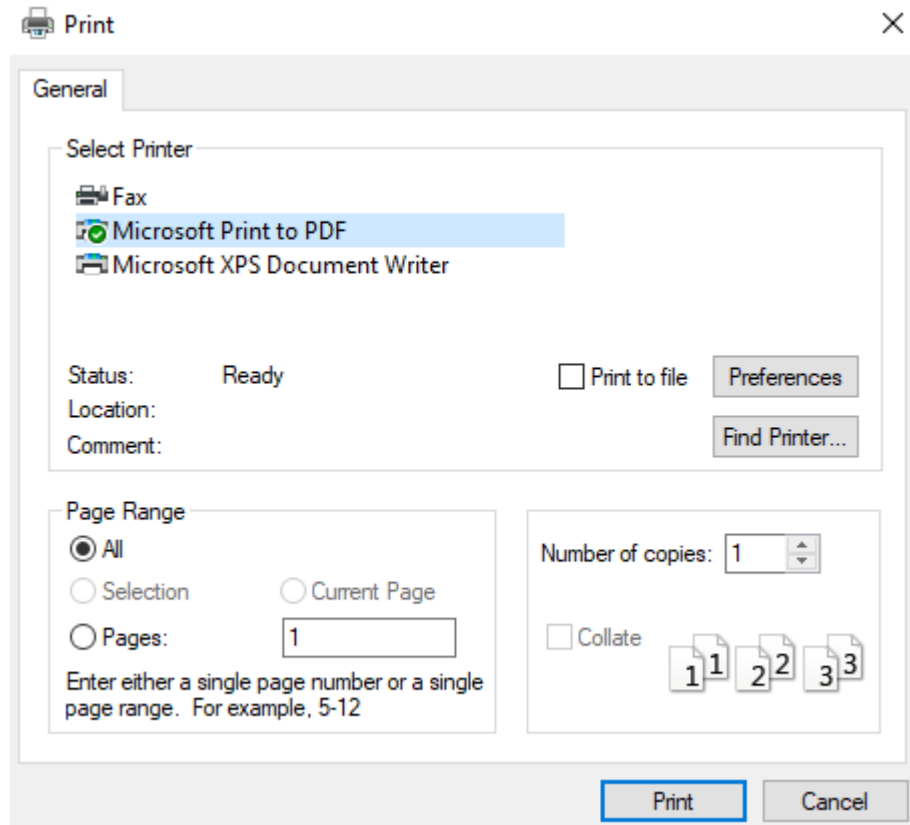 Print
General
Select Printer
Fax
Microsoft Print to PDF
Microsoft XPS Document Writer
Status: Ready
Print to file
Preferences
Location:
Comment:
Find Printer...
Page Range
All
Selection
Current Page
Pages: 1
Enter either a single page number or a single
page range. For example, 5-12
Number of copies: 1
Collate
1 1 2 2 3 3
Print
Cancel